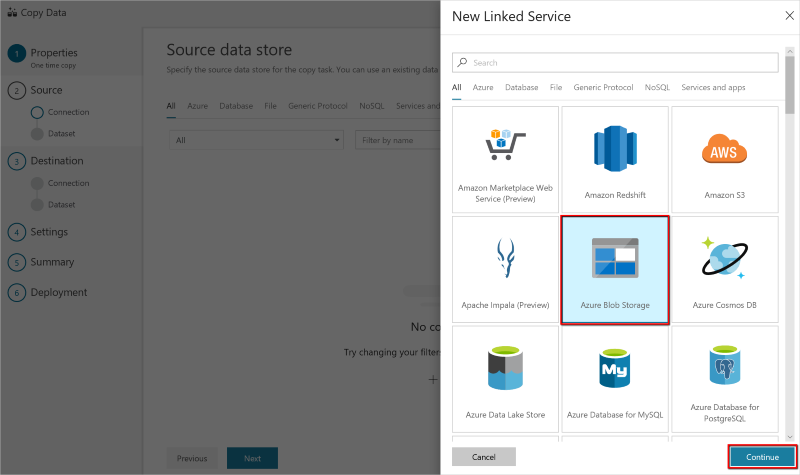 Copy Data
1
Properties
One time copy
2
Source
Connection
Dataset
3
Destination
Connection
Dataset
4
Settings
5
Summary
6
Deployment
Source data store
Specify the source data store for the copy task. You can use an existing data
All Azure Database File Generic Protocol NoSQL Services and
All
Filter by name
No co
Try changing your filters
Previous
Next
New Linked Service
Search
All Azure Database File Generic Protocol NoSQL Services and apps
Amazon Marketplace Web
Service (Preview)
Amazon Redshift
AWS
Amazon S3
Apache Impala (Preview)
Azure Blob Storage
Azure Cosmos DB
Azure Data Lake Store
My
Azure Database for MySQL
Azure Database for
PostgreSQL
Cancel
Continue